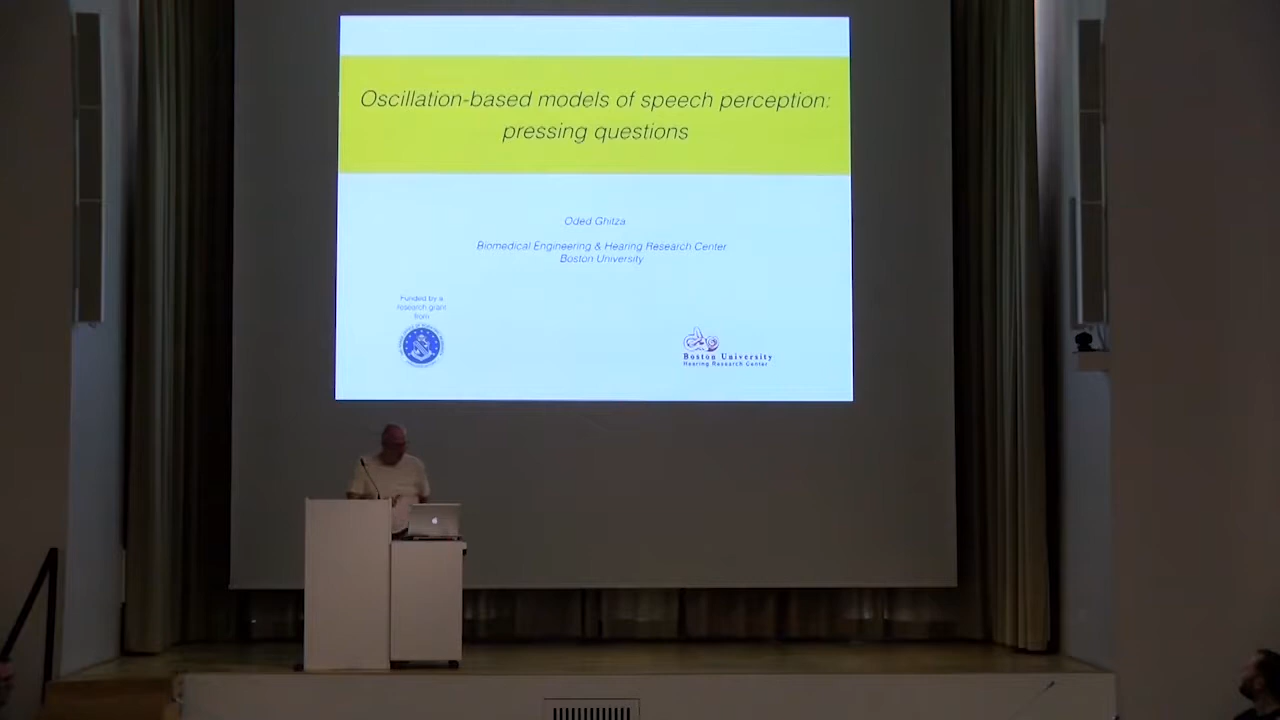 Oscillation-based models of speech perception:
pressing questions
Oded Ghitza
Biomedical Engineering & Hearing Research Center
Boston University
Funded by a
research grant
from
Boston University
Hearing Research Center